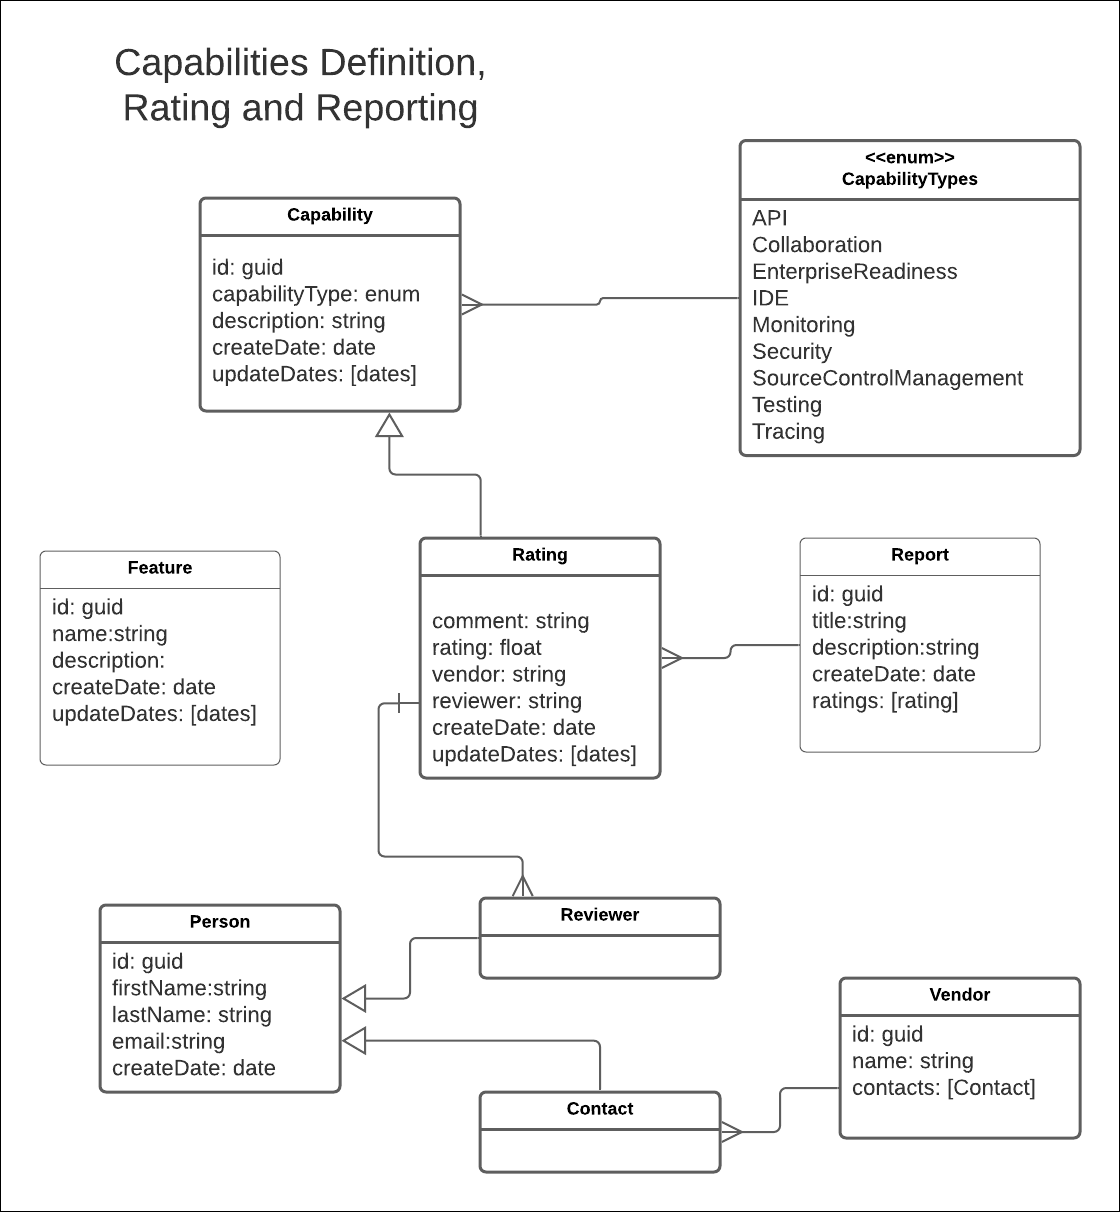 Capabilities Definition,
Rating and Reporting
<<enum>>
CapabilityTypes
API
Collaboration
EnterpriseReadiness
IDE
Monitoring
Security
SourceControlManagement
Testing
Tracing
Capability
id: guid
capabilityType: enum
description: string
createDate: date
updateDates: [dates]
Feature
id: guid
name:string
description:
createDate: date
updateDates: [dates]
Rating
comment: string
rating: float
vendor: string
reviewer: string
createDate: date
updateDates: [dates]
Report
id: guid
title:string
description:string
createDate: date
ratings: [rating]
Person
id: guid
firstName:string
lastName: string
email:string
createDate: date
Reviewer
Contact
Vendor
id: guid
name: string
contacts: [Contact]